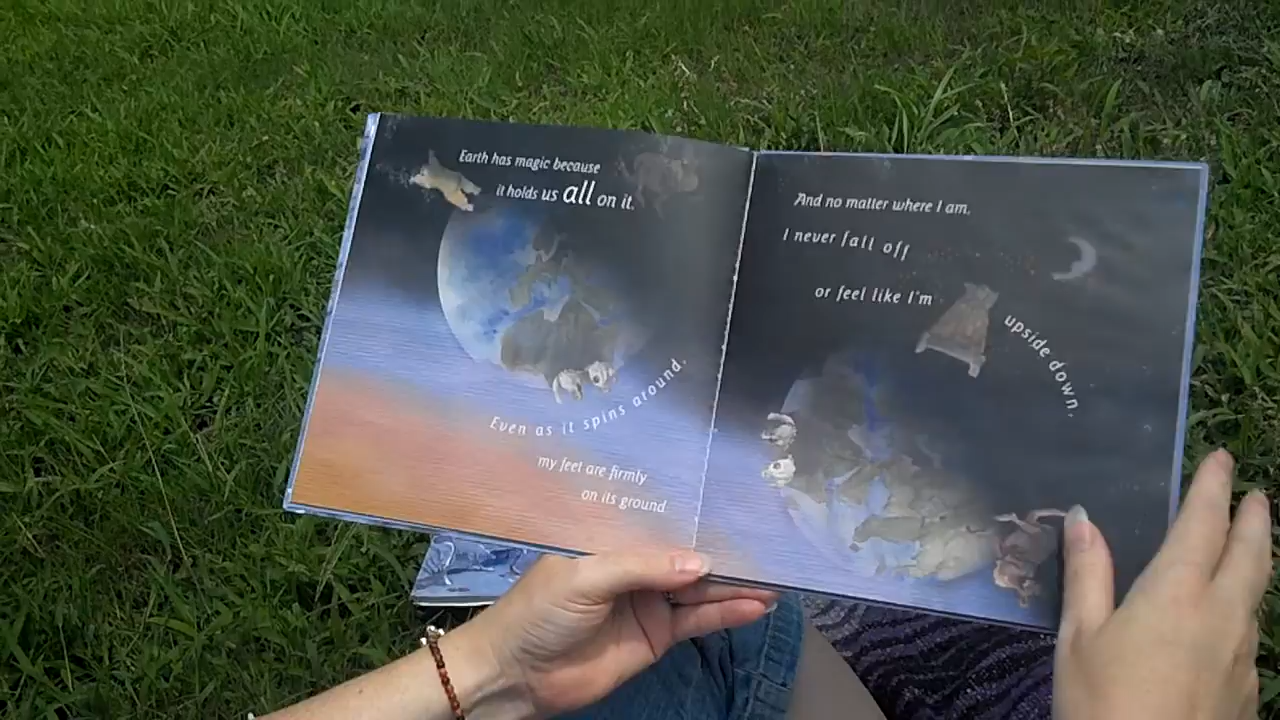 Earth has magic because
it holds us all on it.
Even as it spins around,
my feet are firmly
on its ground.
And no matter where I am,
I never fall off
or feel like I'm
upside down.